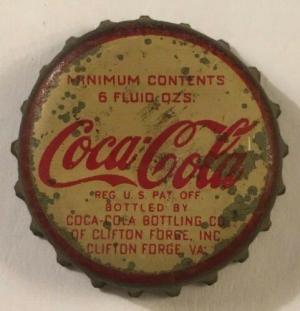 MINIMUM CONTENTS
6 FLUID OZS.
Coca-Cola
REG. U.S. PAT. OFF.
BOTTLED BY
COCA-COLA BOTTLING CO.
OF CLIFTON FORGE, INC.
CLIFTON FORGE, VA.